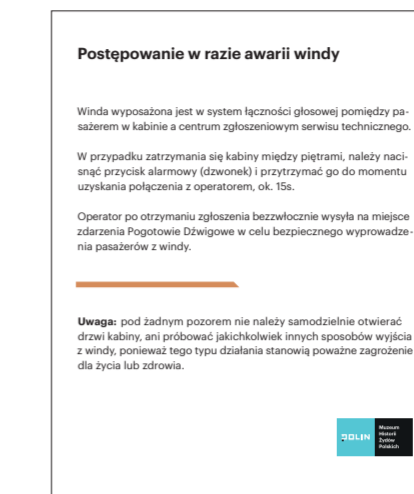 Postępowanie w razie awarii windy
Winda wyposażona jest w system łączności głosowej pomiędzy pa-
sażerem w kabinie a centrum zgłoszeniowym serwisu technicznego.
W przypadku zatrzymania się kabiny między piętrami, należy naci-
snąć przycisk alarmowy (dzwonek) i przytrzymać go do momentu
uzyskania połączenia z operatorem, ok. 15s.
Operator po otrzymaniu zgłoszenia bezzwłocznie wysyła na miejsce
zdarzenia Pogotowie Dźwigowe w celu bezpiecznego wyprowadze-
nia pasażerów z windy.
Uwaga: pod żadnym pozorem nie należy samodzielnie otwierać
drzwi kabiny, ani próbować jakichkolwiek innych sposobów wyjścia
z windy, ponieważ tego typu działania stanowią poważne zagrożenie
dla życia lub zdrowia.
POLIN
Muzeum
Historii
Żydów
Polskich